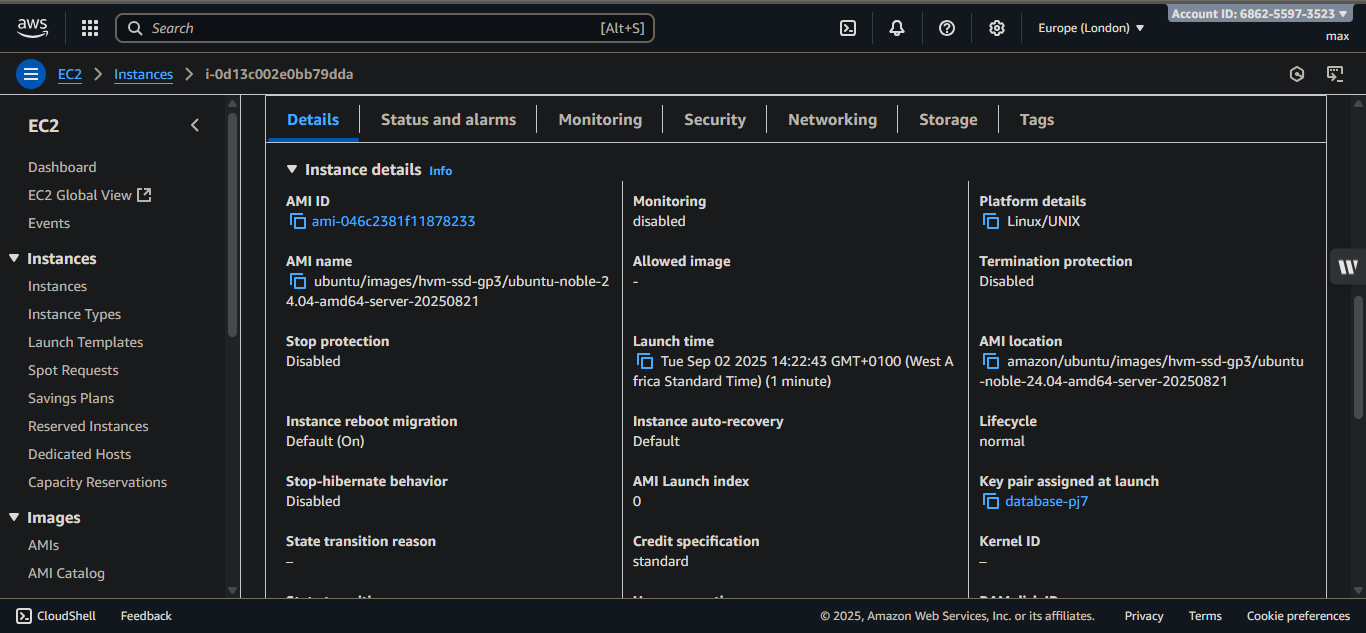 aws
Search [Alt+S]
Europe (London)
Account ID: 6862-5597-3523
max
EC2 > Instances > i-0d13c002e0bb79dda
EC2
Dashboard
EC2 Global View
Events
Instances
Instances
Instance Types
Launch Templates
Spot Requests
Savings Plans
Reserved Instances
Dedicated Hosts
Capacity Reservations
Images
AMIs
AMI Catalog
Details Status and alarms Monitoring Security Networking Storage Tags
Instance details Info
AMI ID
ami-046c2381f11878233
Monitoring
disabled
Platform details
Linux/UNIX
AMI name
ubuntu/images/hvm-ssd-gp3/ubuntu-noble-2
4.04-amd64-server-20250821
Allowed image
-
Termination protection
Disabled
Stop protection
Disabled
Launch time
Tue Sep 02 2025 14:22:43 GMT+0100 (West A
frica Standard Time) (1 minute)
AMI location
amazon/ubuntu/images/hvm-ssd-gp3/ubuntu
-noble-24.04-amd64-server-20250821
Instance reboot migration
Default (On)
Instance auto-recovery
Default
Lifecycle
normal
Stop-hibernate behavior
Disabled
AMI Launch index
0
Key pair assigned at launch
database-pj7
State transition reason
–
Credit specification
standard
Kernel ID
–
CloudShell Feedback
© 2025, Amazon Web Services, Inc. or its affiliates. Privacy Terms Cookie preferences